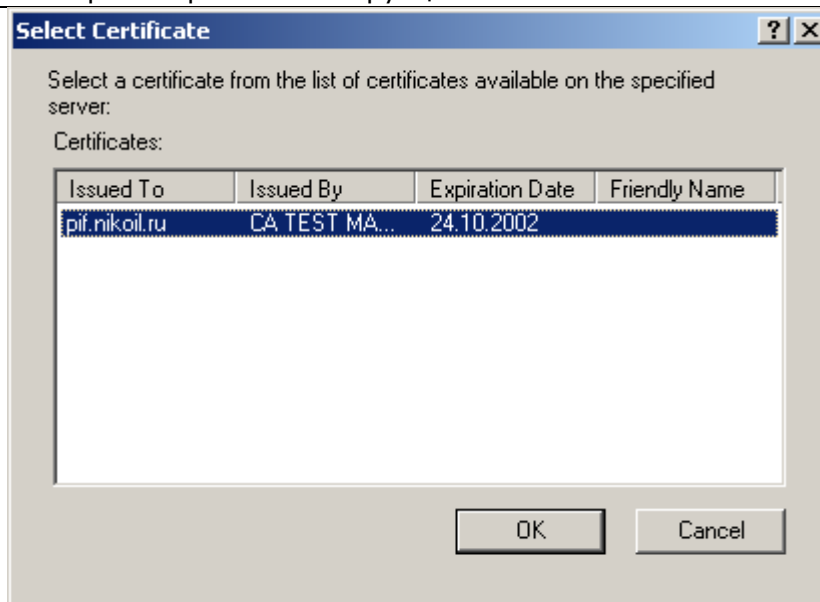 Select Certificate
Select a certificate from the list of certificates available on the specified
server:
Certificates:
Issued To Issued By Expiration Date Friendly Name
pif.nikoil.ru CA TEST MA... 24.10.2002
OK Cancel